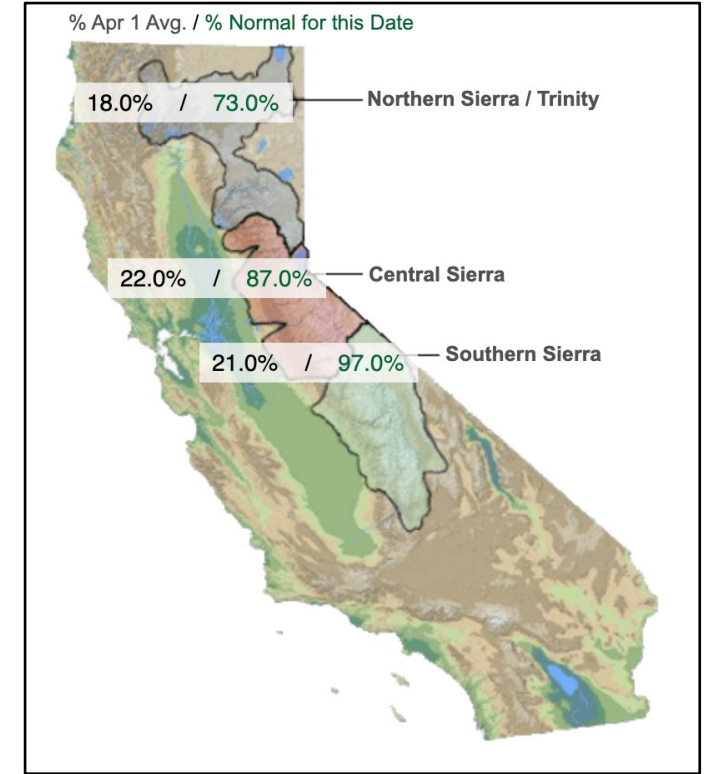 % Apr 1 Avg. / % Normal for this Date
18.0% / 73.0% Northern Sierra / Trinity
22.0% / 87.0% Central Sierra
21.0% / 97.0% Southern Sierra